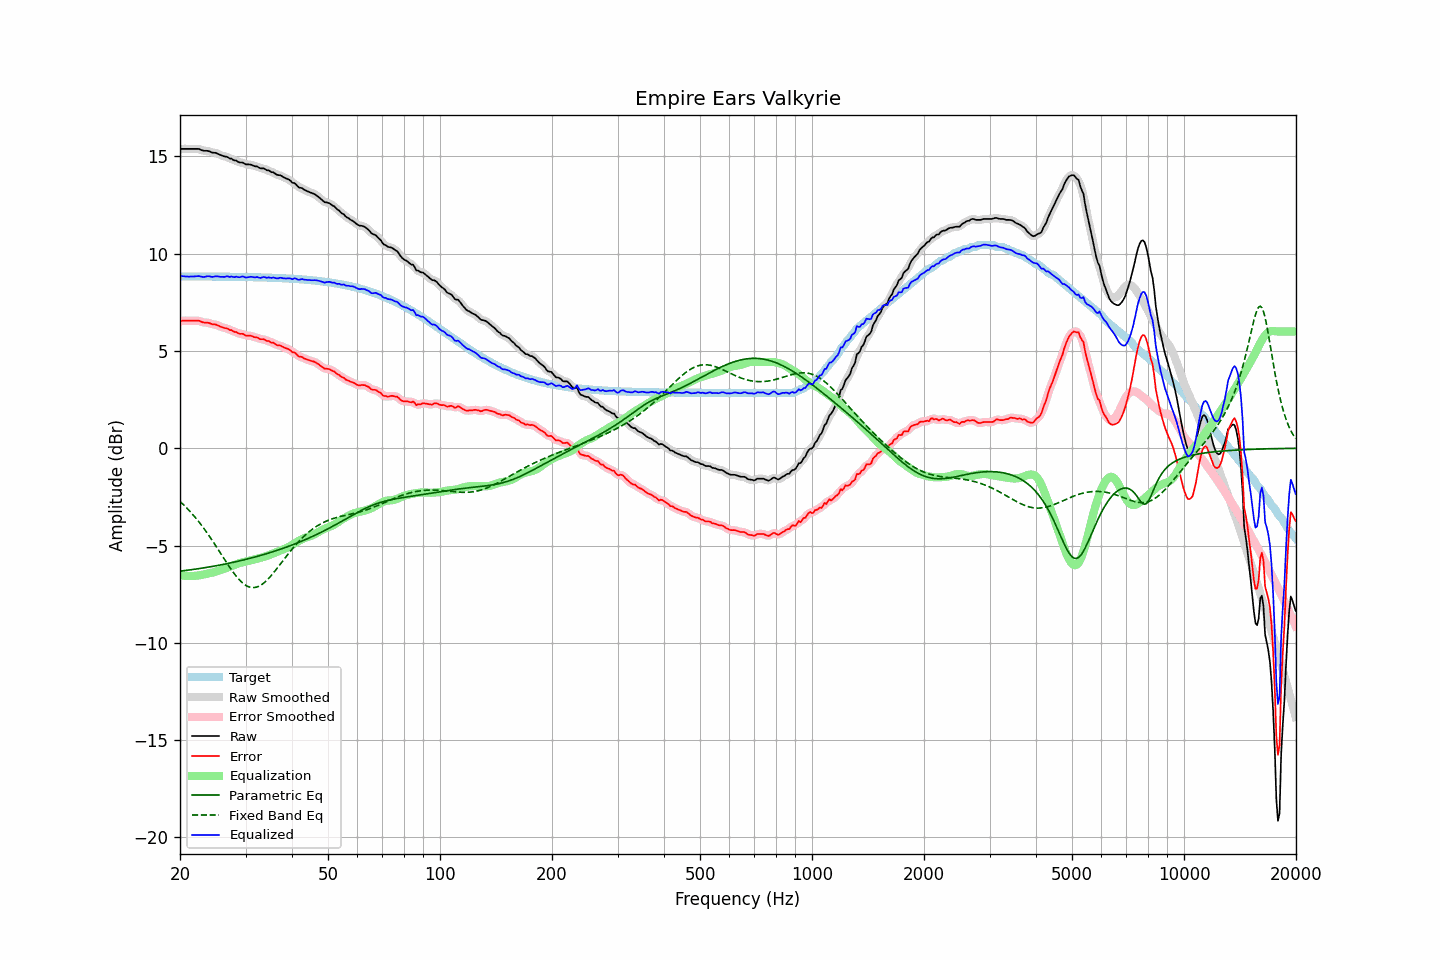 Empire Ears Valkyrie
15
10
5
0
−5
−10
−15
−20
Amplitude (dBr)
Target
Raw Smoothed
Error Smoothed
Raw
Error
Equalization
Parametric Eq
Fixed Band Eq
Equalized
20 50 100 200 500 1000 2000 5000 10000 20000
Frequency (Hz)